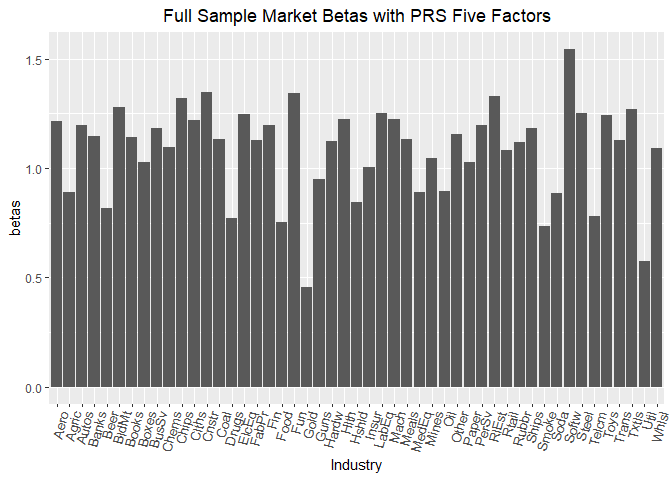 Full Sample Market Betas with PRS Five Factors
1.5
1.0
0.5
0.0
betas
Aero
Agric
Autos
Banks
Beer
BldMt
Books
Boxes
BusSv
Chems
Chips
Clths
Cnstr
Coal
Drugs
ElcEq
FabPr
Fin
Food
Fun
Gold
Guns
Hardw
Hlth
Hshld
Insur
LabEq
Mach
Meals
MedEq
Mines
Oil
Other
Paper
PerSv
RlEst
Rtail
Rubbr
Ships
Smoke
Soda
Softw
Steel
Telcm
Toys
Trans
Txtls
Util
Whlsl
Industry